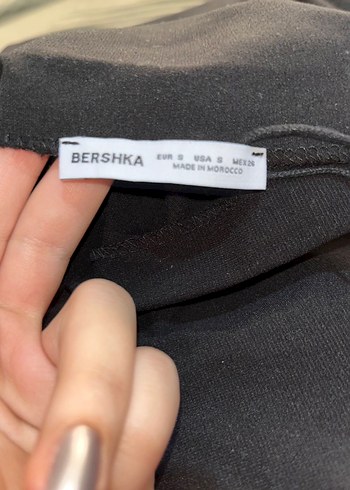 BERSHKA EUR S USA S MEX 26
MADE IN MOROCCO